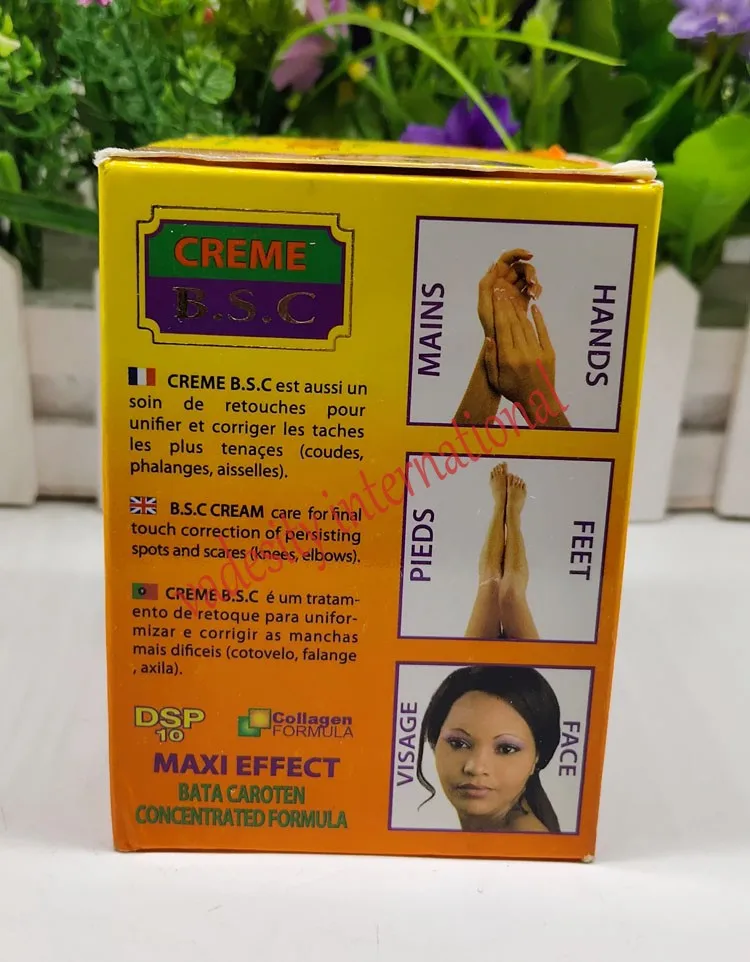 CREME
B.S.C
CREME B.S.C est aussi un
soin de retouches pour
unifier et corriger les taches
les plus tenaçes (coudes,
phalanges, aisselles).
B.S.C CREAM care for final
touch correction of persisting
spots and scares (knees, elbows).
CREME B.S.C é um tratam-
ento de retoque para unifor-
mizar e corrigir as manchas
mais dificeis (cotovelo, falange
, axila).
DSP
10
Collagen
FORMULA
MAXI EFFECT
BATA CAROTEN
CONCENTRATED FORMULA
MAINS
HANDS
PIEDS
FEET
VISAGE
FACE
vadesity international